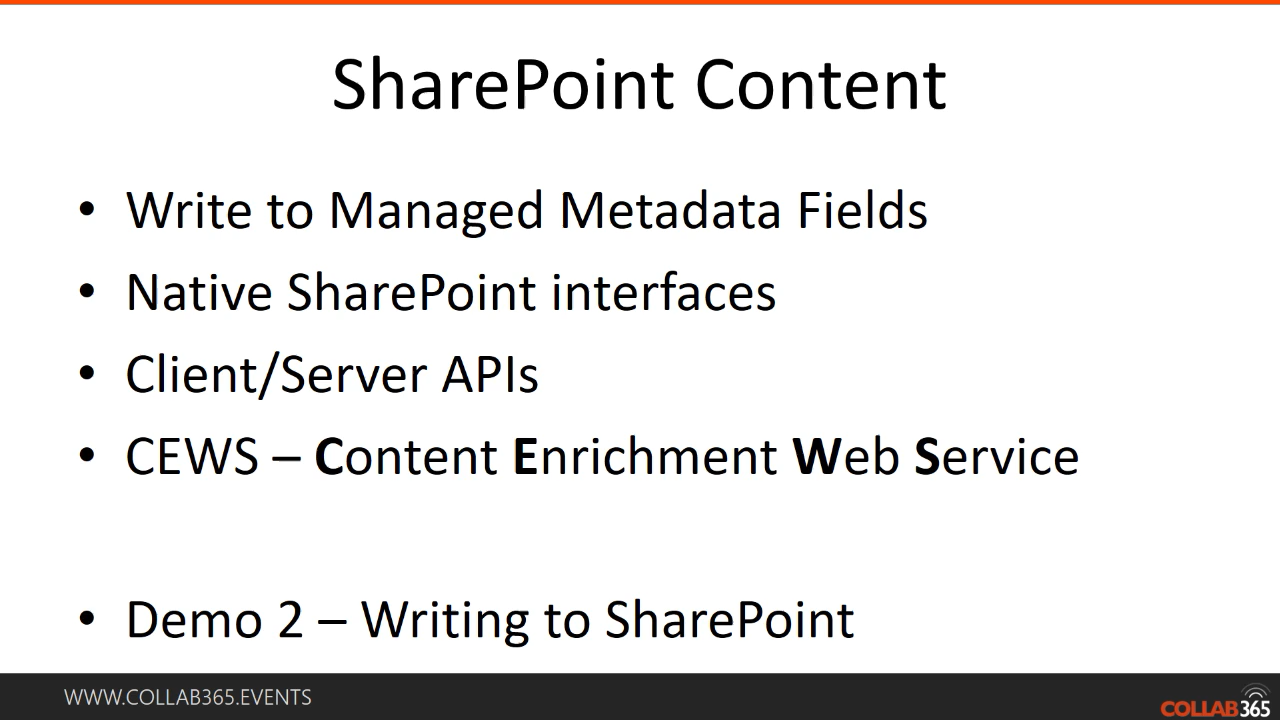 SharePoint Content
• Write to Managed Metadata Fields
• Native SharePoint interfaces
• Client/Server APIs
• CEWS – Content Enrichment Web Service
• Demo 2 – Writing to SharePoint
WWW.COLLAB365.EVENTS
COLLAB365